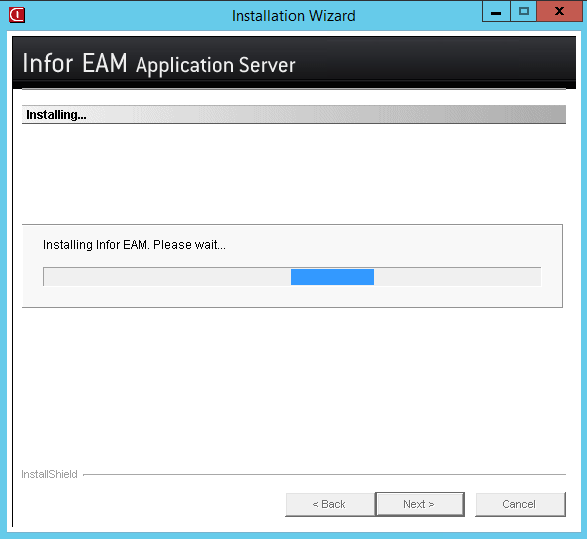 Installation Wizard
Infor EAM Application Server
Installing...
Installing Infor EAM. Please wait...
InstallShield
< Back
Next >
Cancel